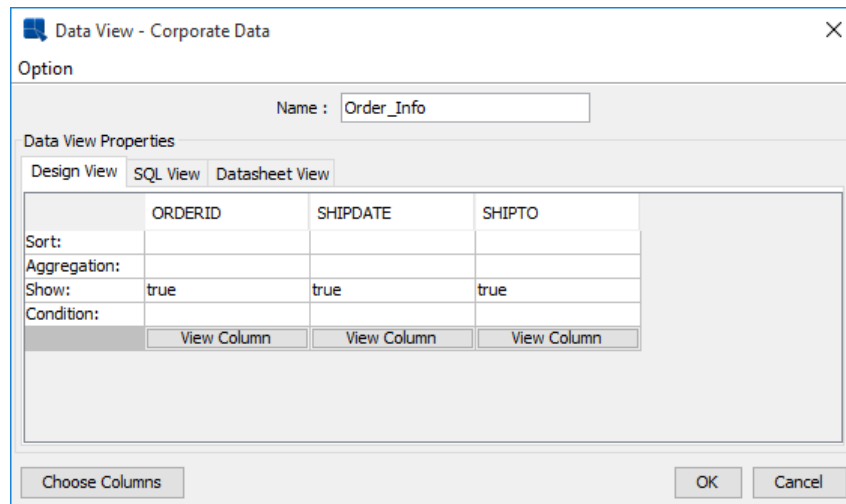 Data View - Corporate Data
Option
Name : Order_Info
Data View Properties
Design View SQL View Datasheet View
ORDERID SHIPDATE SHIPTO
Sort:
Aggregation:
Show: true true true
Condition:
View Column View Column View Column
Choose Columns OK Cancel